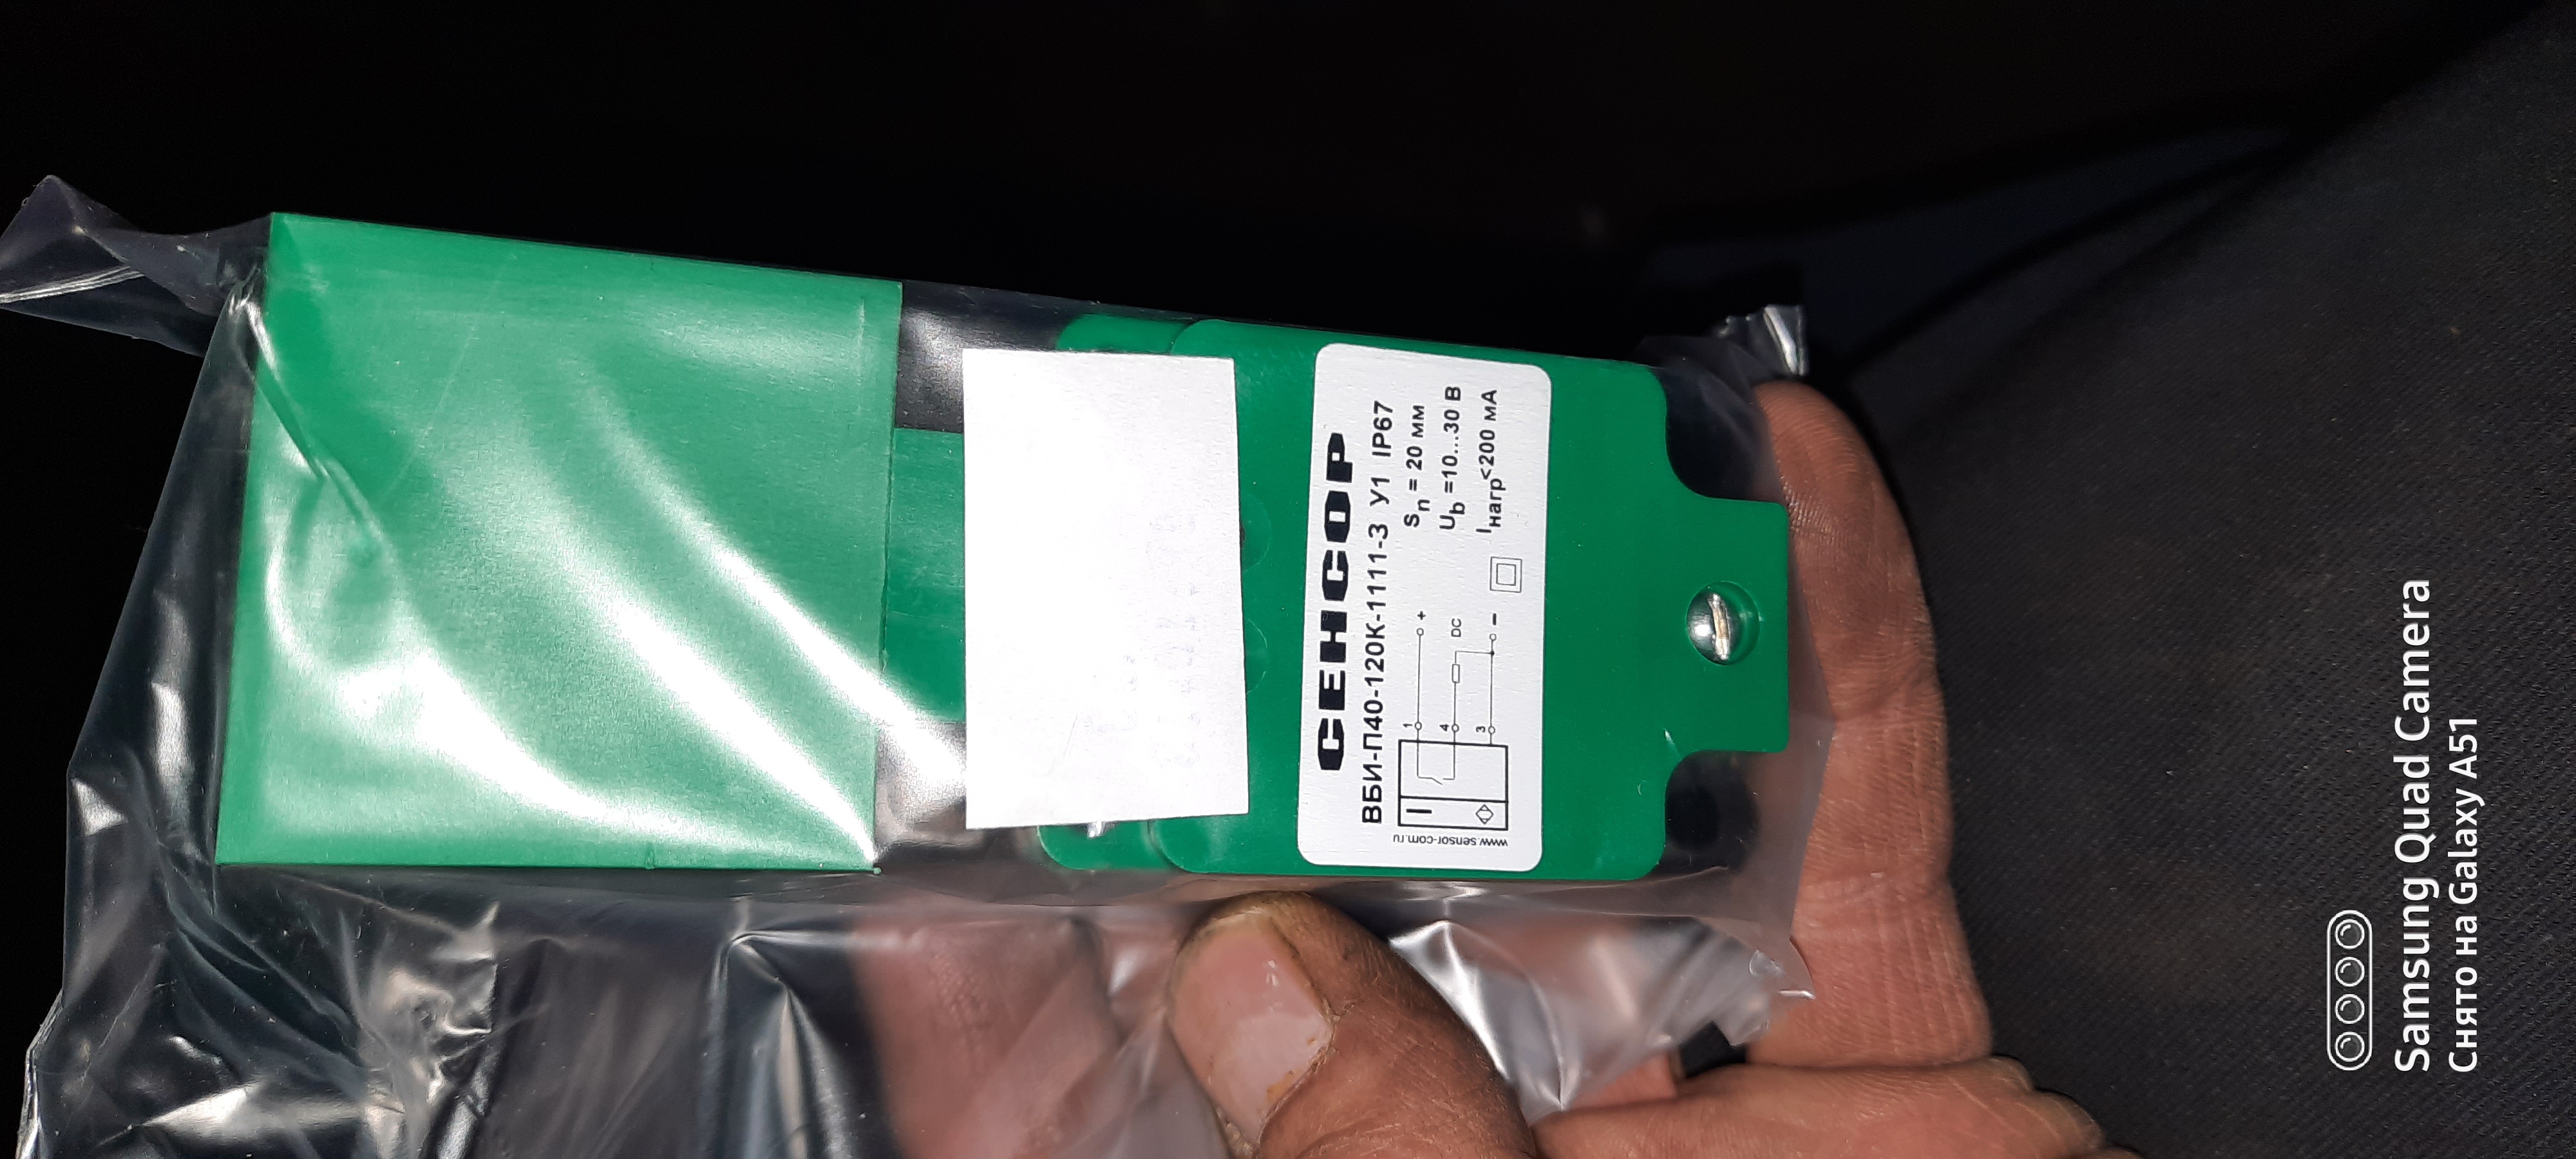 СЕНСОР
ВБИ-П40-120К-1111-З У1 IP67
Sn = 20 мм
Ub =10...30 В
Iнагр<200 мА
1
+
4
DC
3
-
www.sensor-com.ru
Samsung Quad Camera
Снято на Galaxy A51